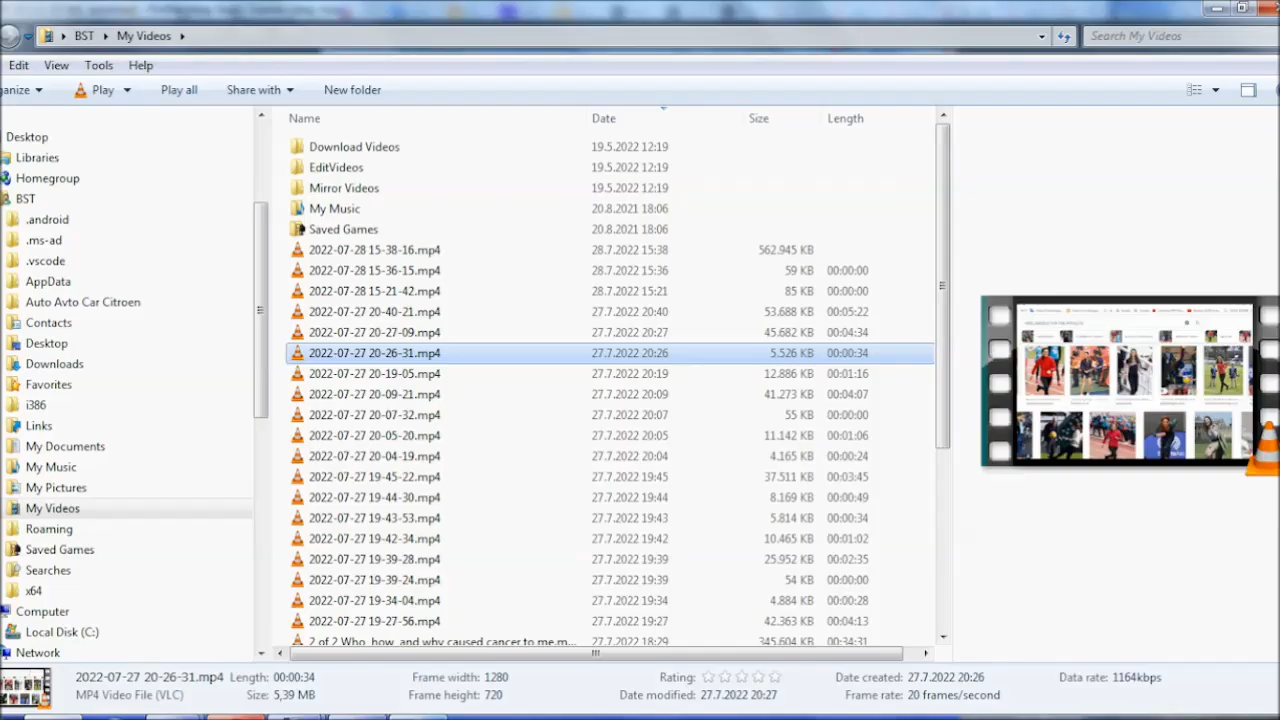 BST My Videos Search My Videos
Edit View Tools Help
anize Play Play all Share with New folder
Name Date Size Length
Desktop
Libraries
Homegroup
BST
.android
.ms-ad
.vscode
AppData
Auto Avto Car Citroen
Contacts
Desktop
Downloads
Favorites
i386
Links
My Documents
My Music
My Pictures
My Videos
Roaming
Saved Games
Searches
x64
Computer
Local Disk (C:)
Network
Download Videos 19.5.2022 12:19
EditVideos 19.5.2022 12:19
Mirror Videos 19.5.2022 12:19
My Music 20.8.2021 18:06
Saved Games 20.8.2021 18:06
2022-07-28 15-38-16.mp4 28.7.2022 15:38 562.945 KB
2022-07-28 15-36-15.mp4 28.7.2022 15:36 59 KB 00:00:00
2022-07-28 15-21-42.mp4 28.7.2022 15:21 85 KB 00:00:00
2022-07-27 20-40-21.mp4 27.7.2022 20:40 53.688 KB 00:05:22
2022-07-27 20-27-09.mp4 27.7.2022 20:27 45.682 KB 00:04:34
2022-07-27 20-26-31.mp4 27.7.2022 20:26 5.526 KB 00:00:34
2022-07-27 20-19-05.mp4 27.7.2022 20:19 12.886 KB 00:01:16
2022-07-27 20-09-21.mp4 27.7.2022 20:09 41.273 KB 00:04:07
2022-07-27 20-07-32.mp4 27.7.2022 20:07 55 KB 00:00:00
2022-07-27 20-05-20.mp4 27.7.2022 20:05 11.142 KB 00:01:06
2022-07-27 20-04-19.mp4 27.7.2022 20:04 4.165 KB 00:00:24
2022-07-27 19-45-22.mp4 27.7.2022 19:45 37.511 KB 00:03:45
2022-07-27 19-44-30.mp4 27.7.2022 19:44 8.169 KB 00:00:49
2022-07-27 19-43-53.mp4 27.7.2022 19:43 5.814 KB 00:00:34
2022-07-27 19-42-34.mp4 27.7.2022 19:42 10.465 KB 00:01:02
2022-07-27 19-39-28.mp4 27.7.2022 19:39 25.952 KB 00:02:35
2022-07-27 19-39-24.mp4 27.7.2022 19:39 54 KB 00:00:00
2022-07-27 19-34-04.mp4 27.7.2022 19:34 4.884 KB 00:00:28
2022-07-27 19-27-56.mp4 27.7.2022 19:27 42.363 KB 00:04:13
2 of 2 Who how and why caused cancer to me.m... 27.7.2022 18:29 345.604 KB 00:34:31
2022-07-27 20-26-31.mp4 Length: 00:00:34 Frame width: 1280 Rating: Date created: 27.7.2022 20:26 Data rate: 1164kbps
MP4 Video File (VLC) Size: 5,39 MB Frame height: 720 Date modified: 27.7.2022 20:27 Frame rate: 20 frames/second